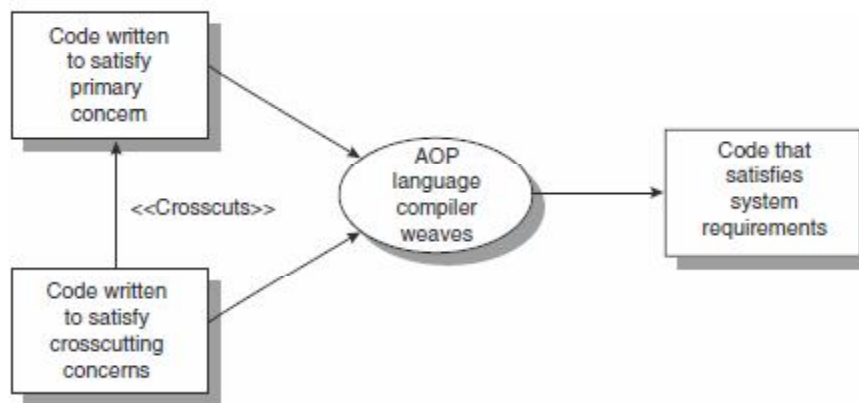 Code written
to satisfy
primary
concern
<<Crosscuts>>
Code written
to satisfy
crosscutting
concerns
AOP
language
compiler
weaves
Code that
satisfies
system
requirements